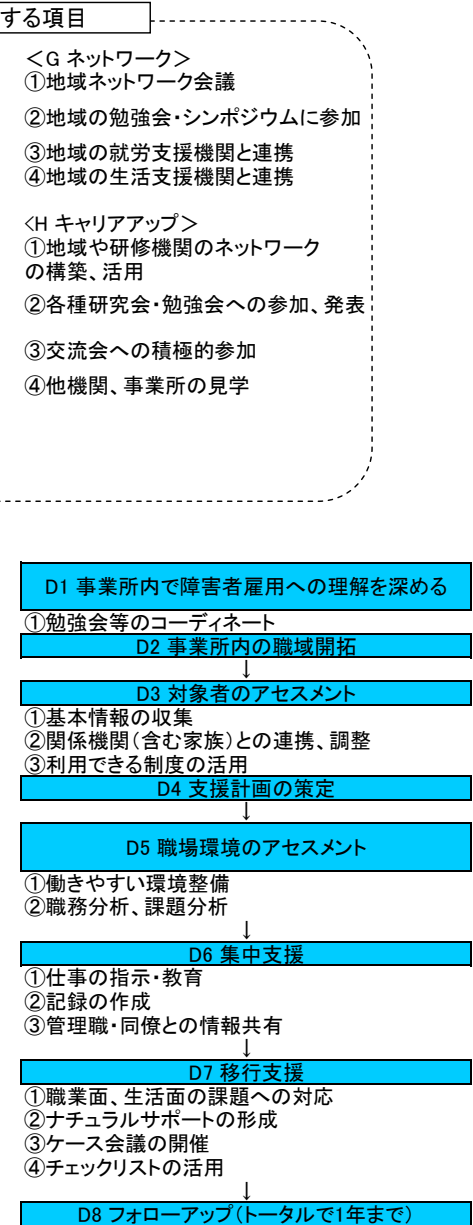 する項目
＜G ネットワーク＞
①地域ネットワーク会議
②地域の勉強会・シンポジウムに参加
③地域の就労支援機関と連携
④地域の生活支援機関と連携
<H キャリアアップ＞
①地域や研修機関のネットワーク
の構築、活用
②各種研究会・勉強会への参加、発表
③交流会への積極的参加
④他機関、事業所の見学
D1 事業所内で障害者雇用への理解を深める
①勉強会等のコーディネート
D2 事業所内の職域開拓
↓
D3 対象者のアセスメント
①基本情報の収集
②関係機関（含む家族）との連携、調整
③利用できる制度の活用
D4 支援計画の策定
↓
D5 職場環境のアセスメント
①働きやすい環境整備
②職務分析、課題分析
↓
D6 集中支援
①仕事の指示・教育
②記録の作成
③管理職・同僚との情報共有
↓
D7 移行支援
①職業面、生活面の課題への対応
②ナチュラルサポートの形成
③ケース会議の開催
④チェックリストの活用
↓
D8 フォローアップ（トータルで1年まで）